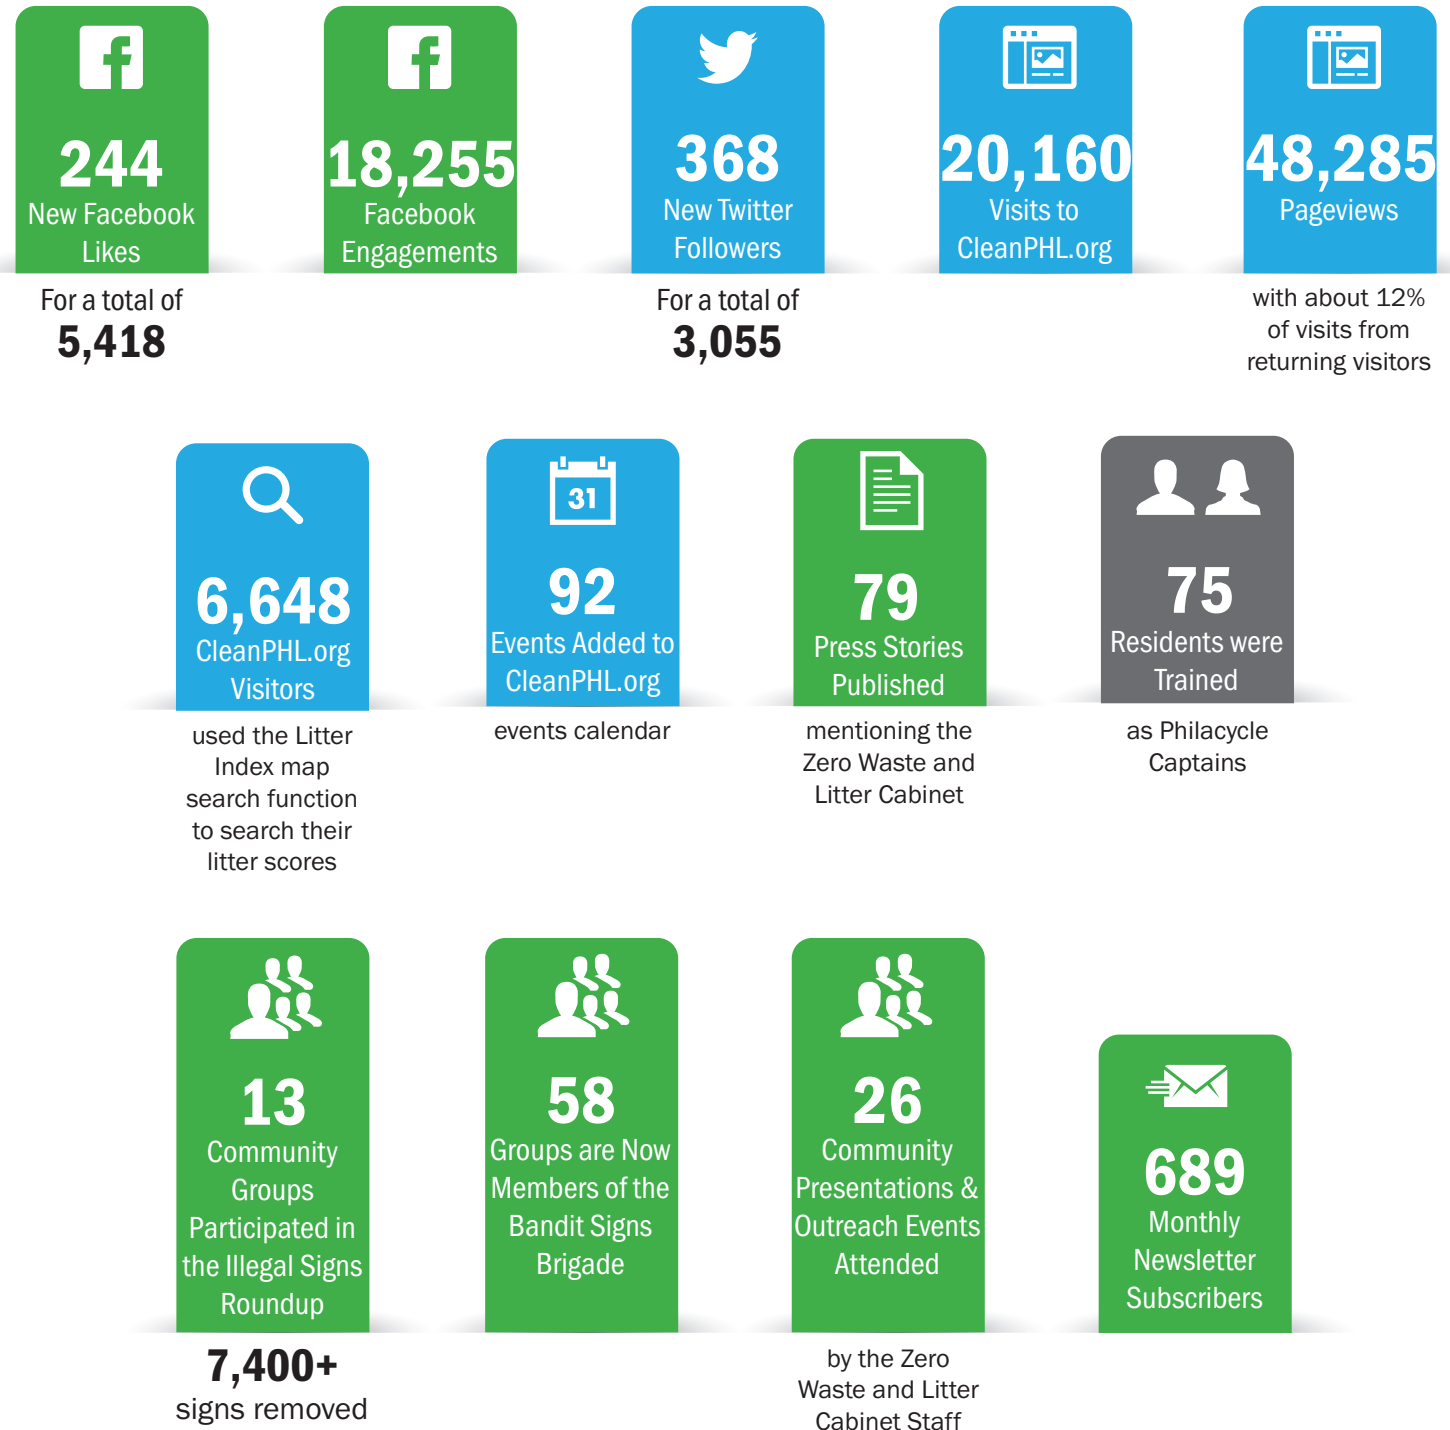 244
New Facebook
Likes
For a total of
5,418
18,255
Facebook
Engagements
368
New Twitter
Followers
For a total of
3,055
20,160
Visits to
CleanPHL.org
48,285
Pageviews
with about 12%
of visits from
returning visitors
6,648
CleanPHL.org
Visitors
used the Litter
Index map
search function
to search their
litter scores
31
92
Events Added to
CleanPHL.org
events calendar
79
Press Stories
Published
mentioning the
Zero Waste and
Litter Cabinet
75
Residents were
Trained
as Philacycle
Captains
13
Community
Groups
Participated in
the Illegal Signs
Roundup
7,400+
signs removed
58
Groups are Now
Members of the
Bandit Signs
Brigade
26
Community
Presentations &
Outreach Events
Attended
by the Zero
Waste and Litter
Cabinet Staff
689
Monthly
Newsletter
Subscribers